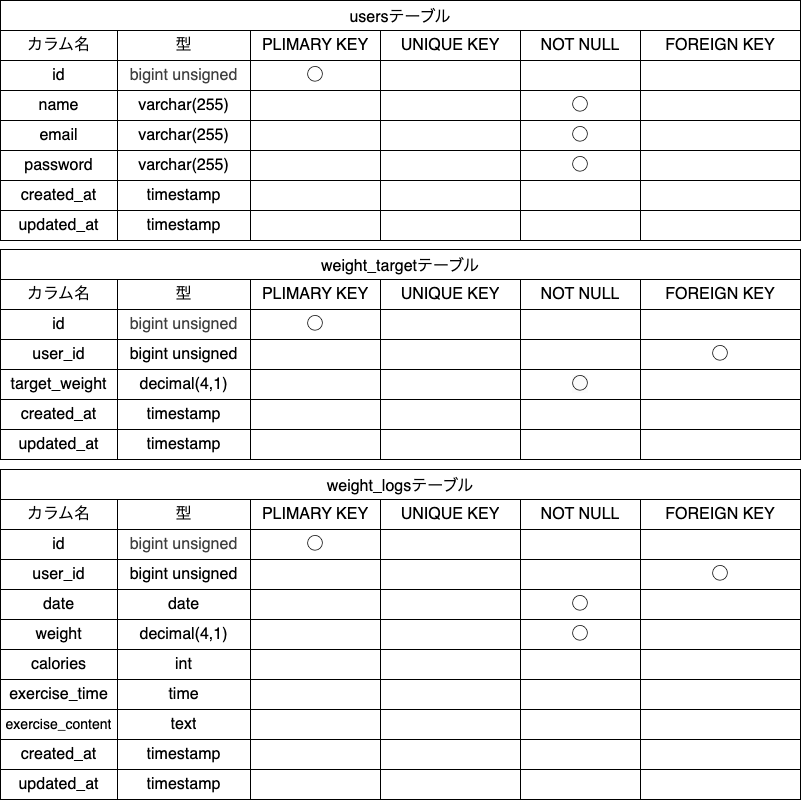 usersテーブル
カラム名 型 PLIMARY KEY UNIQUE KEY NOT NULL FOREIGN KEY
id bigint unsigned ○
name varchar(255) ○
email varchar(255) ○
password varchar(255) ○
created_at timestamp
updated_at timestamp
weight_targetテーブル
カラム名 型 PLIMARY KEY UNIQUE KEY NOT NULL FOREIGN KEY
id bigint unsigned ○
user_id bigint unsigned ○
target_weight decimal(4,1) ○
created_at timestamp
updated_at timestamp
weight_logsテーブル
カラム名 型 PLIMARY KEY UNIQUE KEY NOT NULL FOREIGN KEY
id bigint unsigned ○
user_id bigint unsigned ○
date date ○
weight decimal(4,1) ○
calories int
exercise_time time
exercise_content text
created_at timestamp
updated_at timestamp